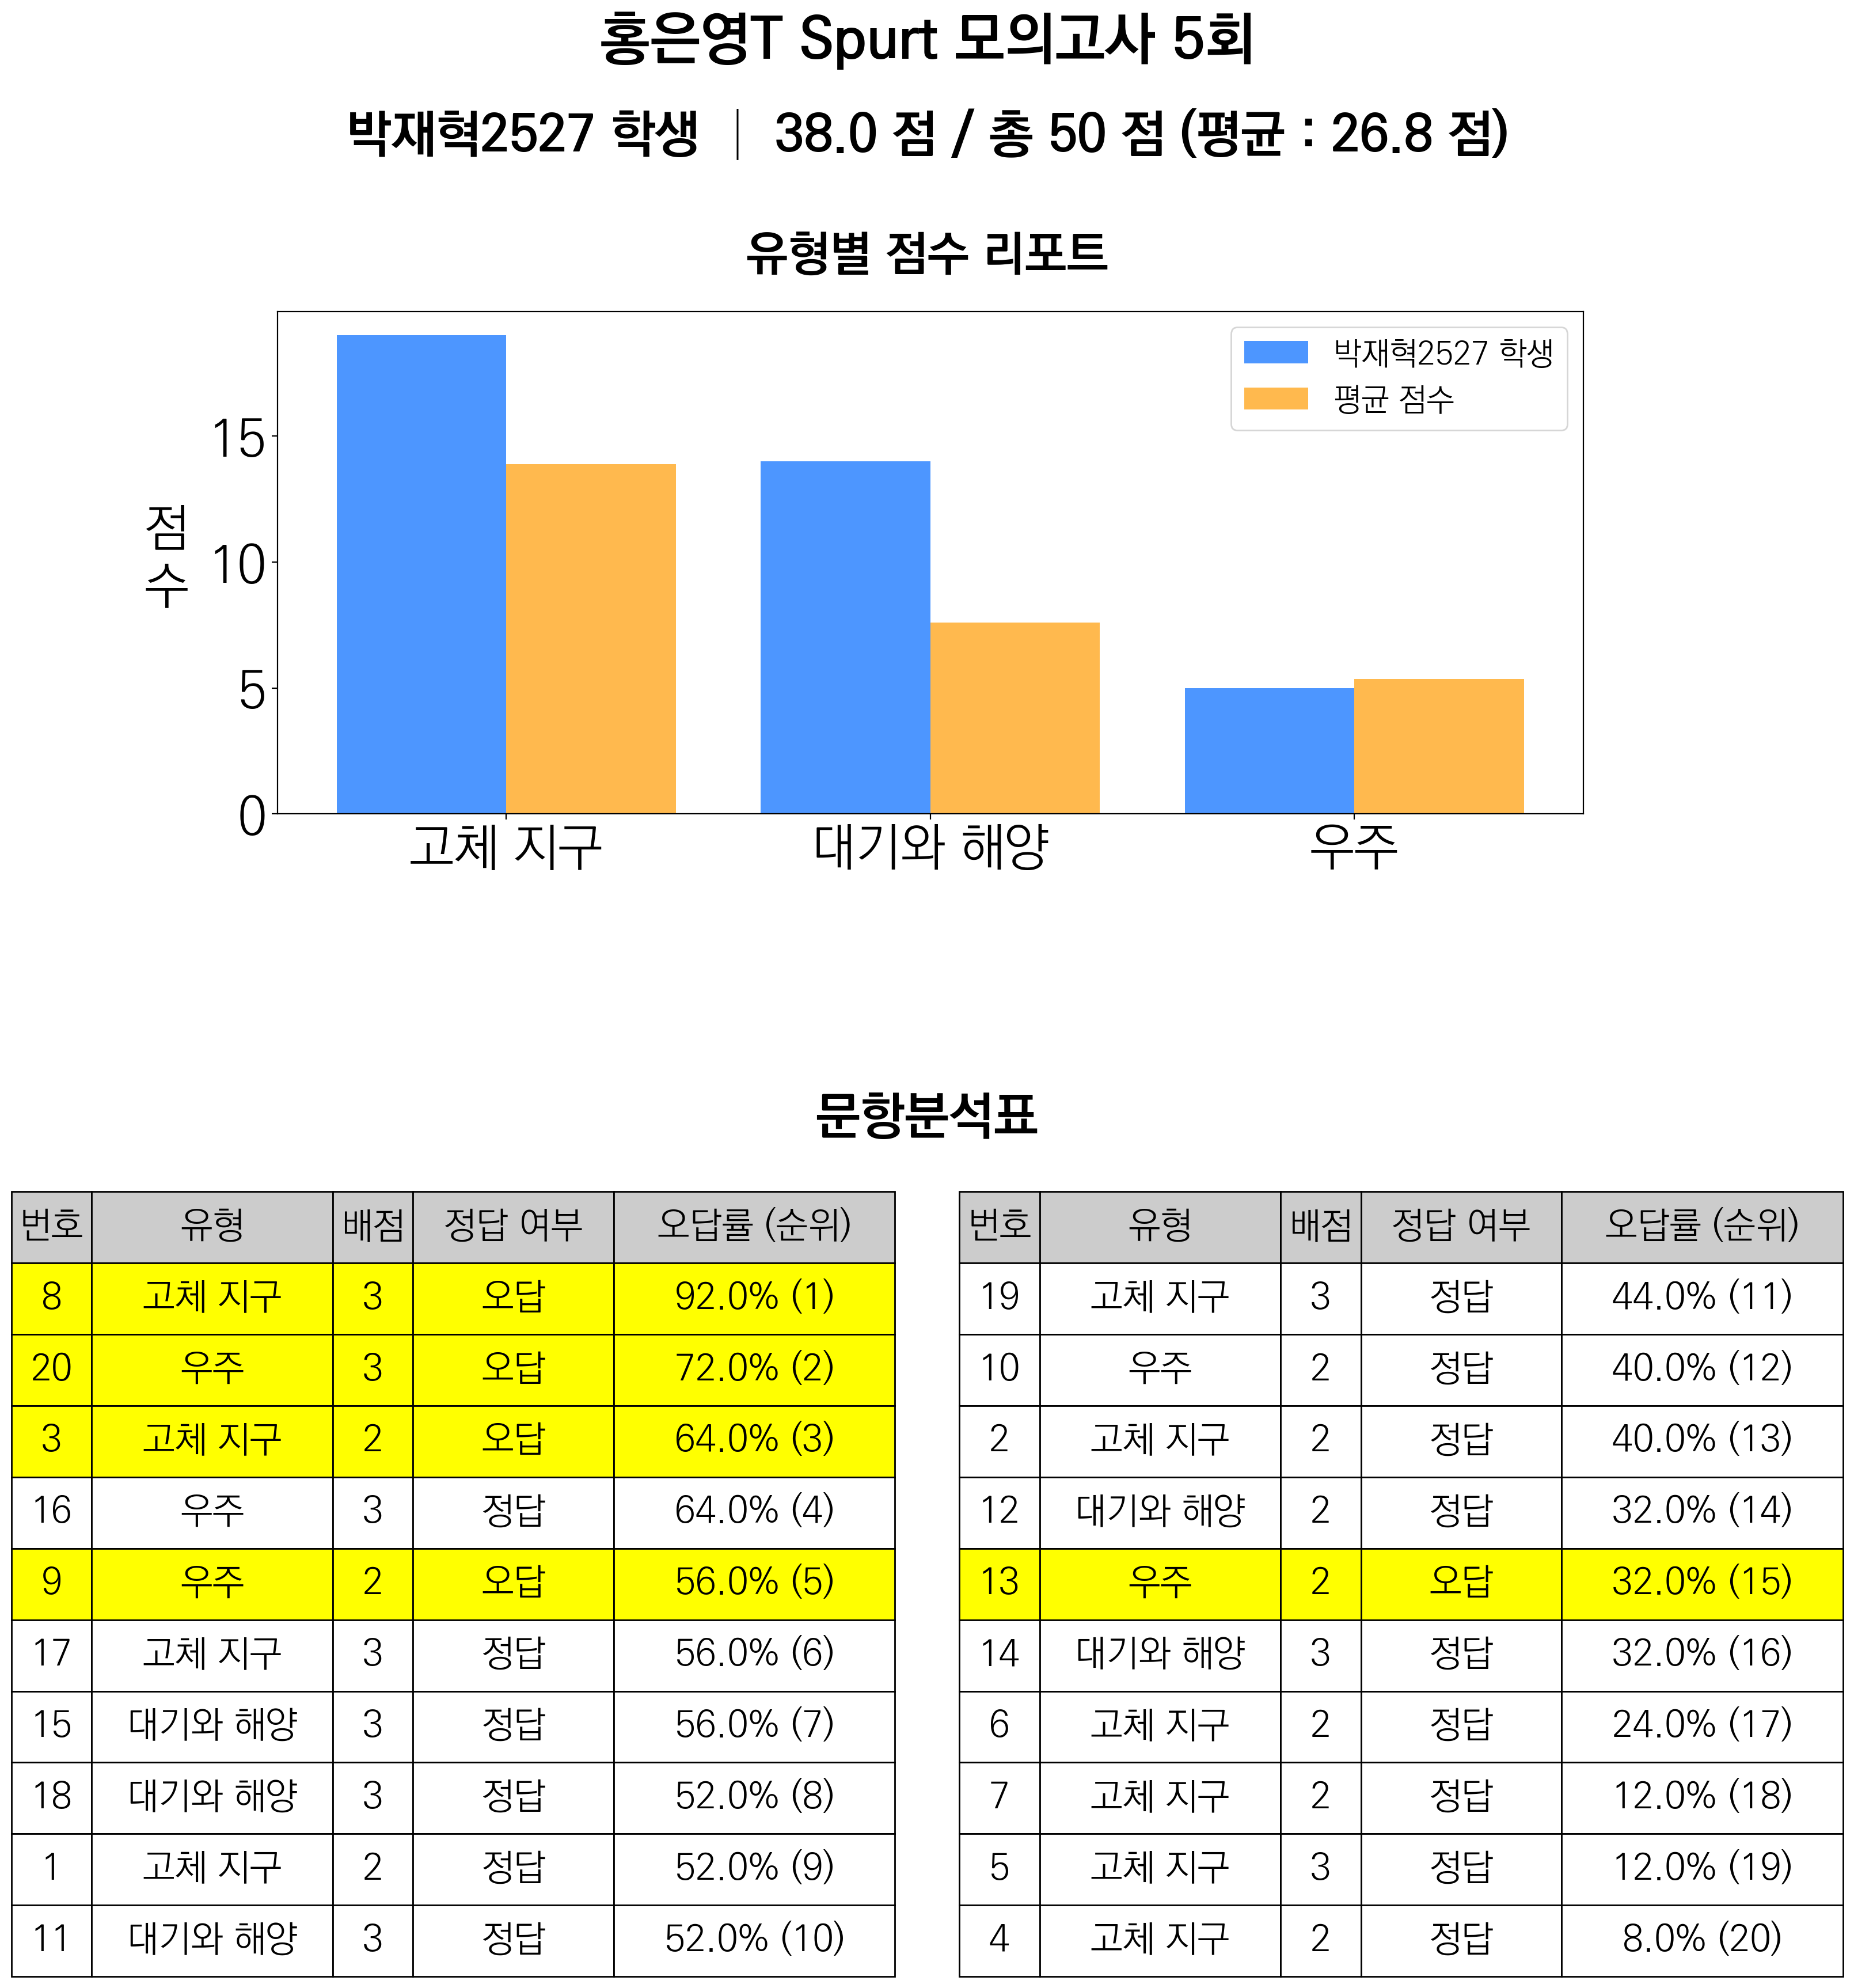 홍은영T Spurt 모의고사 5회
박재혁2527 학생 | 38.0 점 / 총 50 점 (평균 : 26.8 점)
유형별 점수 리포트
박재혁2527 학생
평균 점수
15
10
5
0
점
수
고체 지구 대기와 해양 우주
문항분석표
번호 유형 배점 정답 여부 오답률 (순위)
8 고체 지구 3 오답 92.0% (1)
20 우주 3 오답 72.0% (2)
3 고체 지구 2 오답 64.0% (3)
16 우주 3 정답 64.0% (4)
9 우주 2 오답 56.0% (5)
17 고체 지구 3 정답 56.0% (6)
15 대기와 해양 3 정답 56.0% (7)
18 대기와 해양 3 정답 52.0% (8)
1 고체 지구 2 정답 52.0% (9)
11 대기와 해양 3 정답 52.0% (10)
번호 유형 배점 정답 여부 오답률 (순위)
19 고체 지구 3 정답 44.0% (11)
10 우주 2 정답 40.0% (12)
2 고체 지구 2 정답 40.0% (13)
12 대기와 해양 2 정답 32.0% (14)
13 우주 2 오답 32.0% (15)
14 대기와 해양 3 정답 32.0% (16)
6 고체 지구 2 정답 24.0% (17)
7 고체 지구 2 정답 12.0% (18)
5 고체 지구 3 정답 12.0% (19)
4 고체 지구 2 정답 8.0% (20)